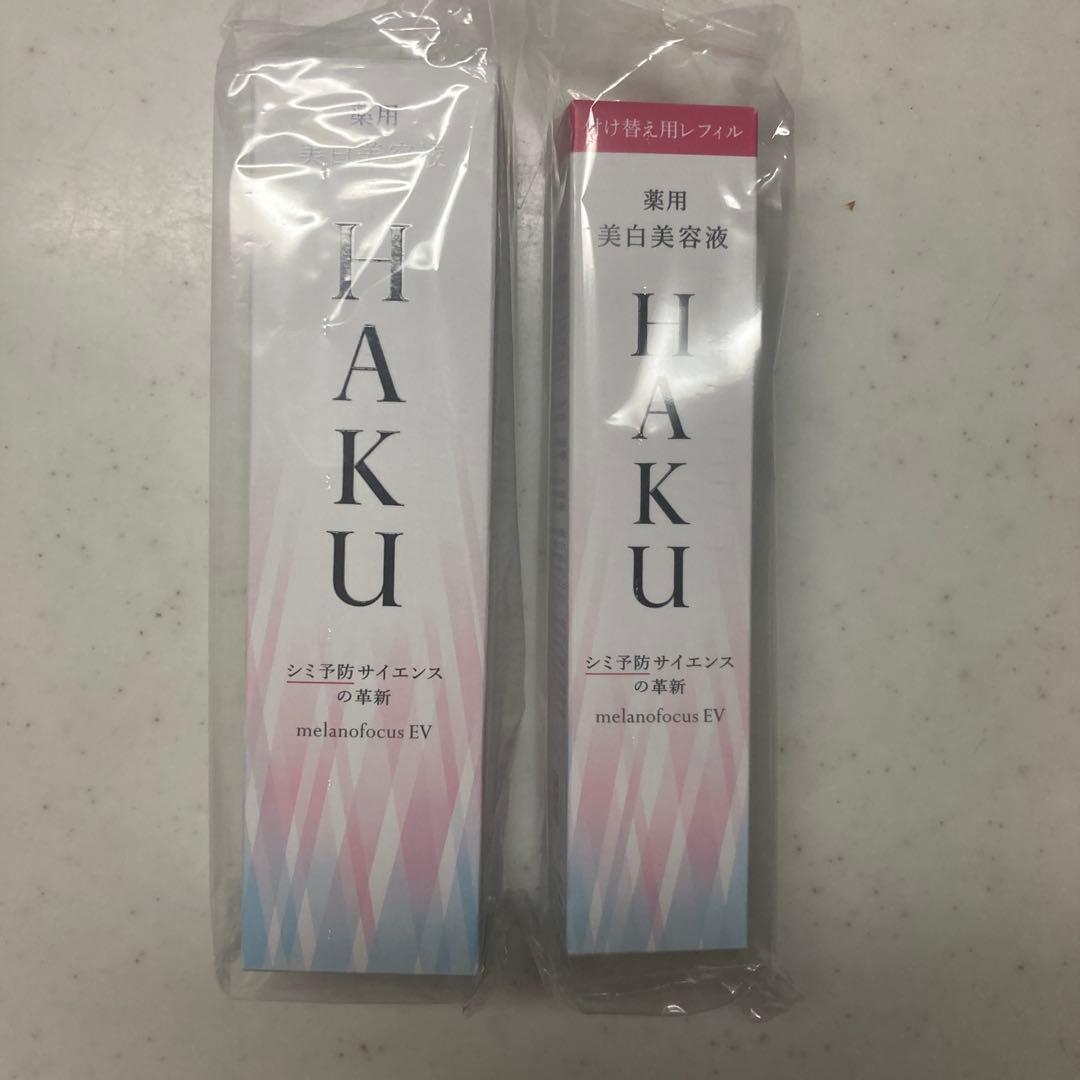 薬用
美白美容液
HAKU
シミ予防サイエンス
の革新
melanofocus EV
付け替え用レフィル
薬用
美白美容液
HAKU
シミ予防サイエンス
の革新
melanofocus EV